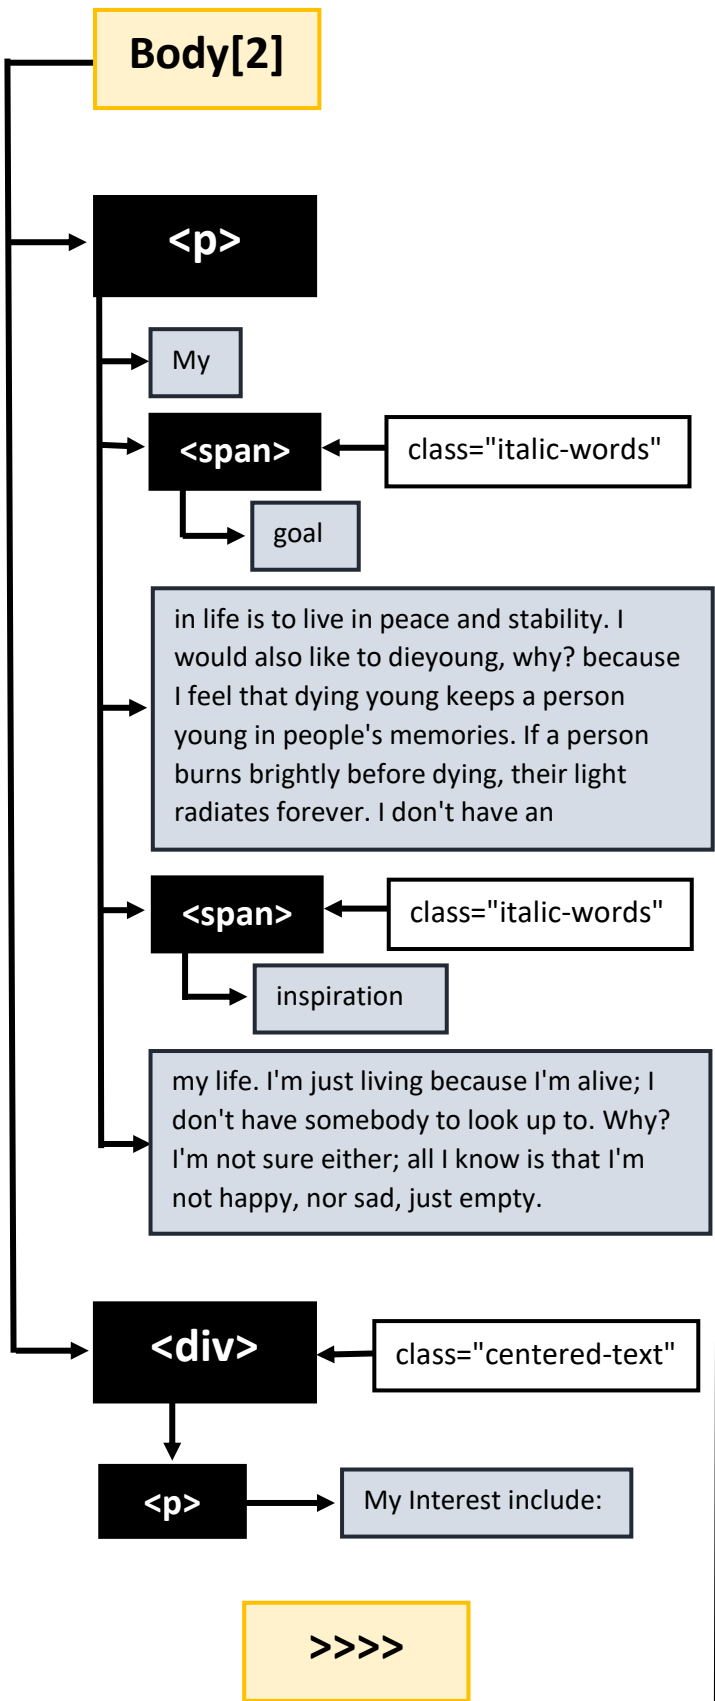 Body[2]
<p>
My
<span>
class="italic-words"
goal
in life is to live in peace and stability. I
would also like to dieyoung, why? because
I feel that dying young keeps a person
young in people's memories. If a person
burns brightly before dying, their light
radiates forever. I don't have an
<span>
class="italic-words"
inspiration
my life. I'm just living because I'm alive; I
don't have somebody to look up to. Why?
I'm not sure either; all I know is that I'm
not happy, nor sad, just empty.
<div>
class="centered-text"
<p>
My Interest include:
>>>>